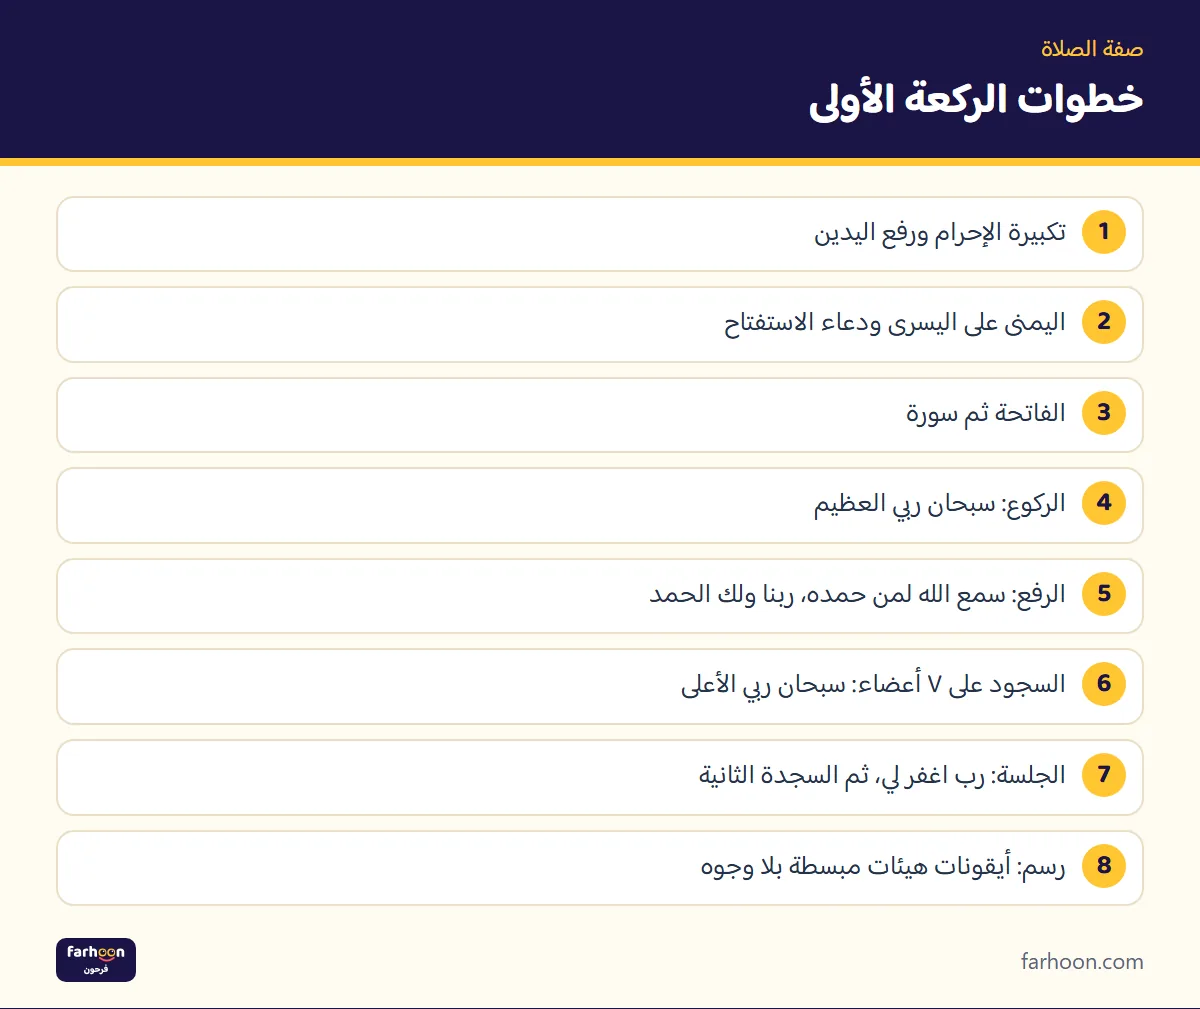 صفة الصلاة
خطوات الركعة الأولى
1 تكبيرة الإحرام ورفع اليدين
2 اليمنى على اليسرى ودعاء الاستفتاح
3 الفاتحة ثم سورة
4 الركوع: سبحان ربي العظيم
5 الرفع: سمع الله لمن حمده، ربنا ولك الحمد
6 السجود على ٧ أعضاء: سبحان ربي الأعلى
7 الجلسة: رب اغفر لي، ثم السجدة الثانية
8 رسم: أيقونات هيئات مبسطة بلا وجوه
farhoon.com
farhoon
فرحون